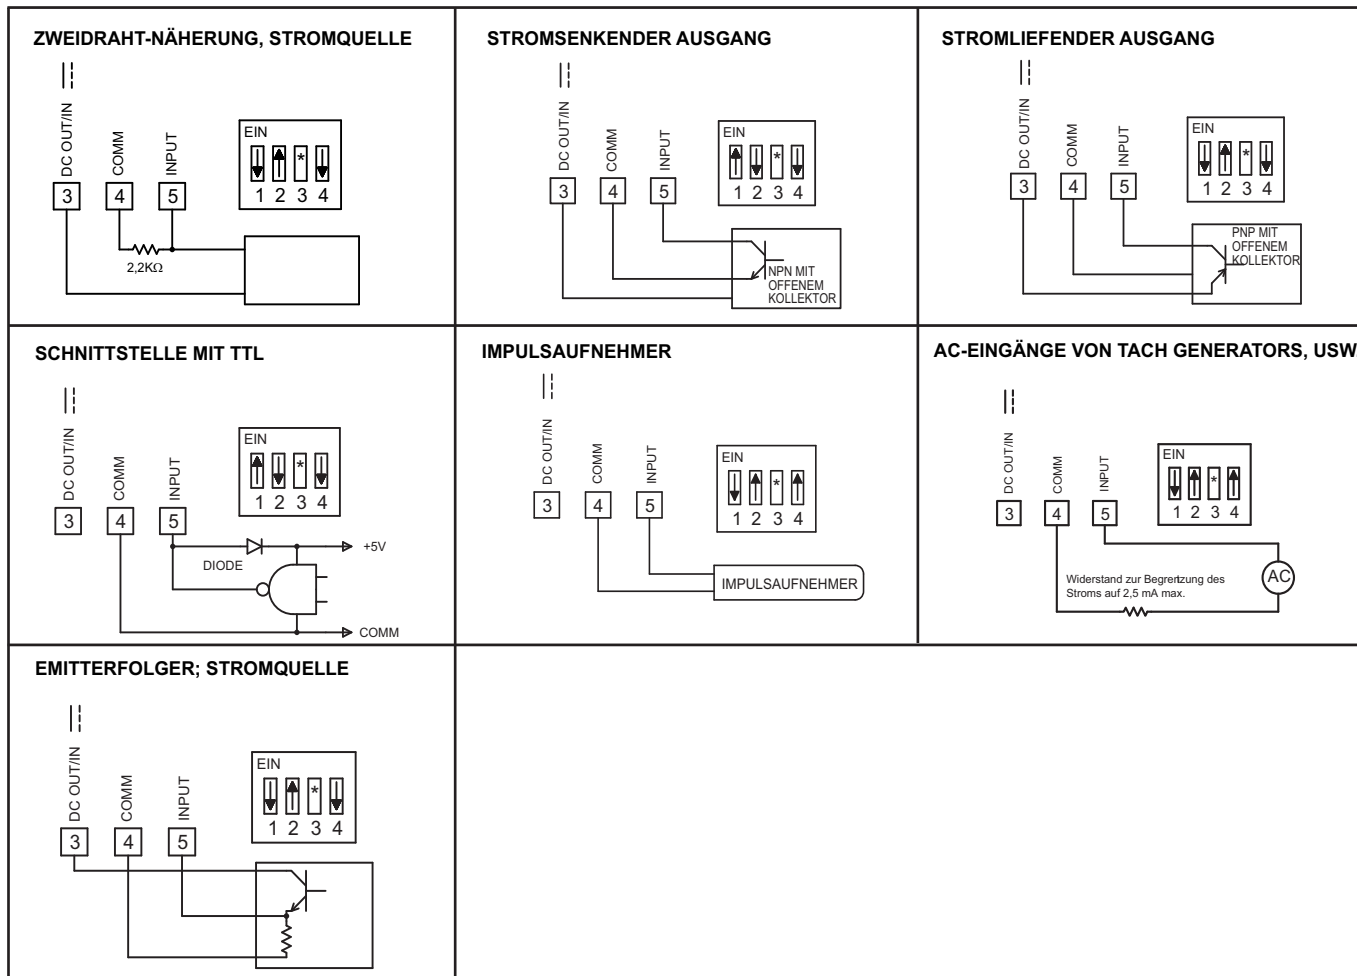 ZWEIDRAHT-NÄHERUNG, STROMQUELLE
DC OUT/IN
COMM
INPUT
EIN
*
1 2 3 4
3
4
5
2,2KΩ
STROMSENKENDER AUSGANG
DC OUT/IN
COMM
INPUT
EIN
*
1 2 3 4
3
4
5
NPN MIT
OFFENEM
KOLLEKTOR
STROMLIEFENDER AUSGANG
DC OUT/IN
COMM
INPUT
EIN
*
1 2 3 4
3
4
5
PNP MIT
OFFENEM
KOLLEKTOR
SCHNITTSTELLE MIT TTL
DC OUT/IN
COMM
INPUT
EIN
*
1 2 3 4
3
4
5
+5V
DIODE
COMM
IMPULSAUFNEHMER
DC OUT/IN
COMM
INPUT
EIN
*
1 2 3 4
3
4
5
IMPULSAUFNEHMER
AC-EINGÄNGE VON TACH GENERATORS, USW.
DC OUT/IN
COMM
INPUT
EIN
*
1 2 3 4
3
4
5
Widerstand zur Begrentzung des
Stroms auf 2,5 mA max.
AC
EMITTERFOLGER; STROMQUELLE
DC OUT/IN
COMM
INPUT
EIN
*
1 2 3 4
3
4
5